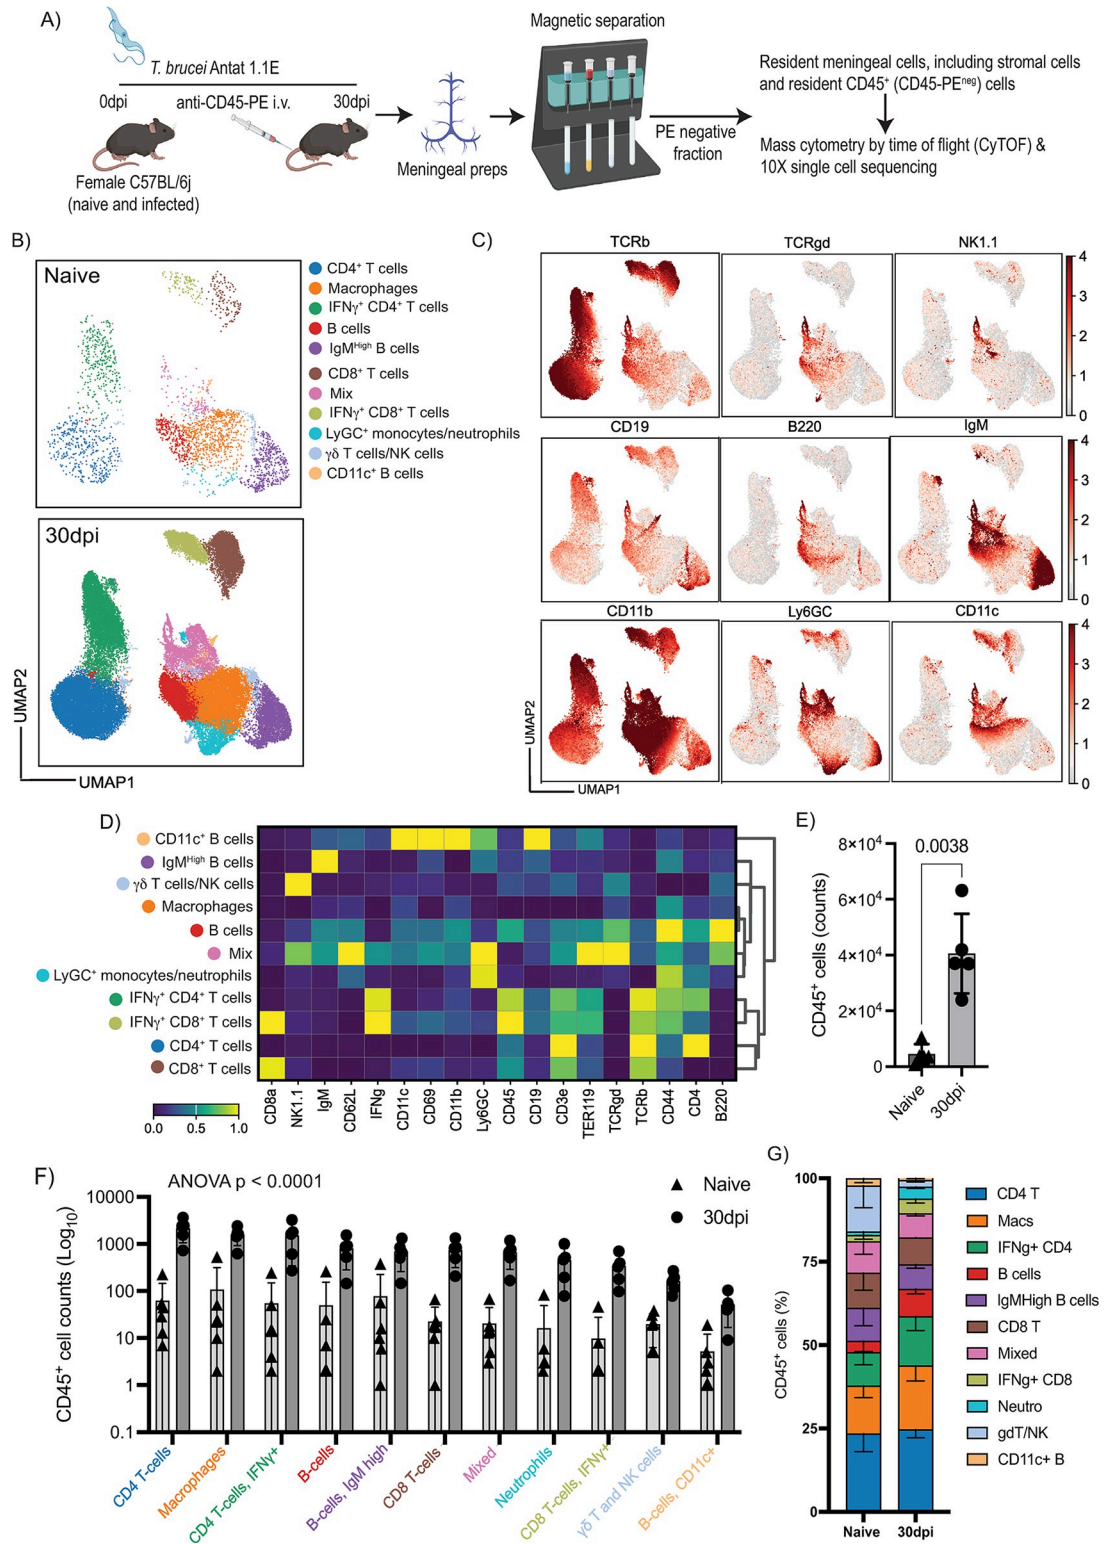 A)
T. brucei Antat 1.1E
0dpi
anti-CD45-PE i.v.
30dpi
Female C57BL/6j
(naive and infected)
Meningeal preps
Magnetic separation
PE negative
fraction
Resident meningeal cells, including stromal cells
and resident CD45⁺ (CD45-PEⁿᵉᵍ) cells
Mass cytometry by time of flight (CyTOF) &
10X single cell sequencing
B)
Naive
30dpi
UMAP2
UMAP1
CD4⁺ T cells
Macrophages
IFNγ⁺ CD4⁺ T cells
B cells
IgMᴴⁱᵍʰ B cells
CD8⁺ T cells
Mix
IFNγ⁺ CD8⁺ T cells
LyGC⁺ monocytes/neutrophils
γδ T cells/NK cells
CD11c⁺ B cells
C)
TCRb
TCRgd
NK1.1
4
3
2
1
0
CD19
B220
IgM
4
3
2
1
0
CD11b
Ly6GC
CD11c
4
3
2
1
0
UMAP2
UMAP1
D)
CD11c⁺ B cells
IgMᴴⁱᵍʰ B cells
γδ T cells/NK cells
Macrophages
B cells
Mix
LyGC⁺ monocytes/neutrophils
IFNγ⁺ CD4⁺ T cells
IFNγ⁺ CD8⁺ T cells
CD4⁺ T cells
CD8⁺ T cells
CD8a
NK1.1
IgM
CD62L
IFNg
CD11c
CD69
CD11b
Ly6GC
CD45
CD19
CD3e
TER119
TCRgd
TCRb
CD44
CD4
B220
0.0 0.5 1.0
E)
CD45⁺ cells (counts)
8×10⁴
6×10⁴
4×10⁴
2×10⁴
0
0.0038
Naive
30dpi
F)
ANOVA p < 0.0001
Naive
30dpi
CD45⁺ cell counts (Log₁₀)
10000
1000
100
10
1
0.1
CD4 T-cells
Macrophages
CD4 T-cells, IFNγ+
B-cells
B-cells, IgM high
CD8 T-cells
Mixed
Neutrophils
CD8 T-cells, IFNγ+
γδ T and NK cells
B-cells, CD11c+
G)
CD45⁺ cells (%)
100
75
50
25
0
Naive
30dpi
CD4 T
Macs
IFNg+ CD4
B cells
IgMHigh B cells
CD8 T
Mixed
IFNg+ CD8
Neutro
gdT/NK
CD11c+ B